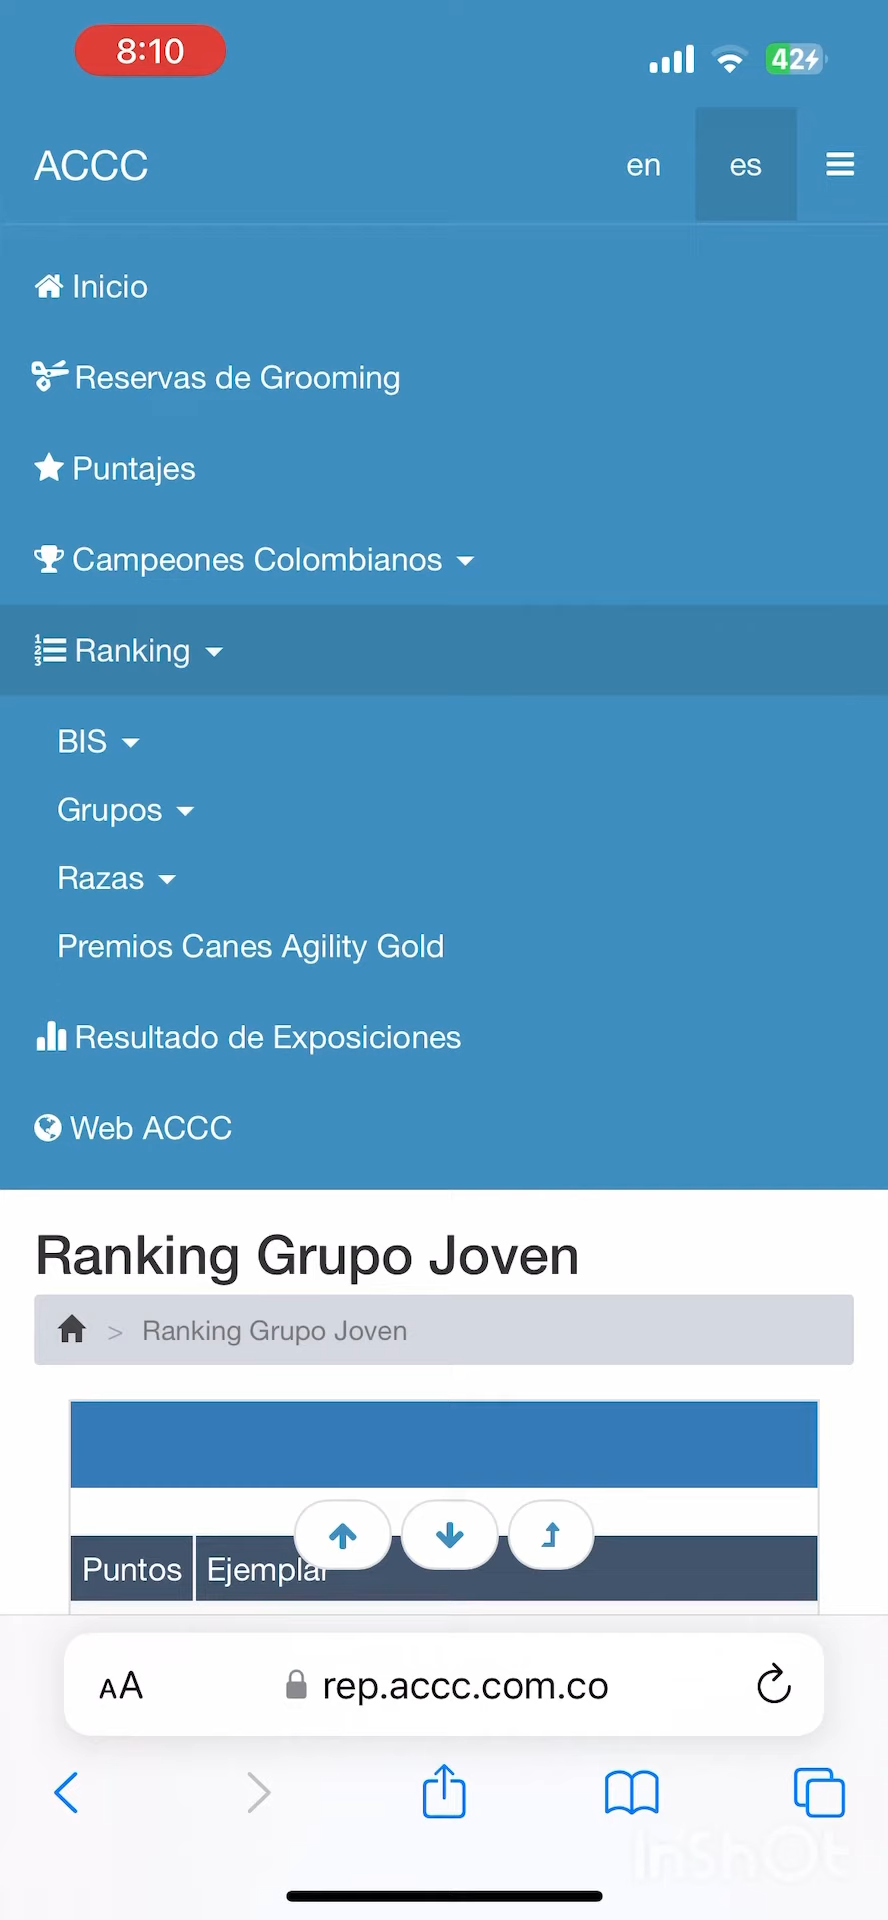 8:10
42
ACCC en es
Inicio
Reservas de Grooming
Puntajes
Campeones Colombianos
Ranking
BIS
Grupos
Razas
Premios Canes Agility Gold
Resultado de Exposiciones
Web ACCC
Ranking Grupo Joven
> Ranking Grupo Joven
Puntos Ejemplar
AA rep.accc.com.co
InShOt